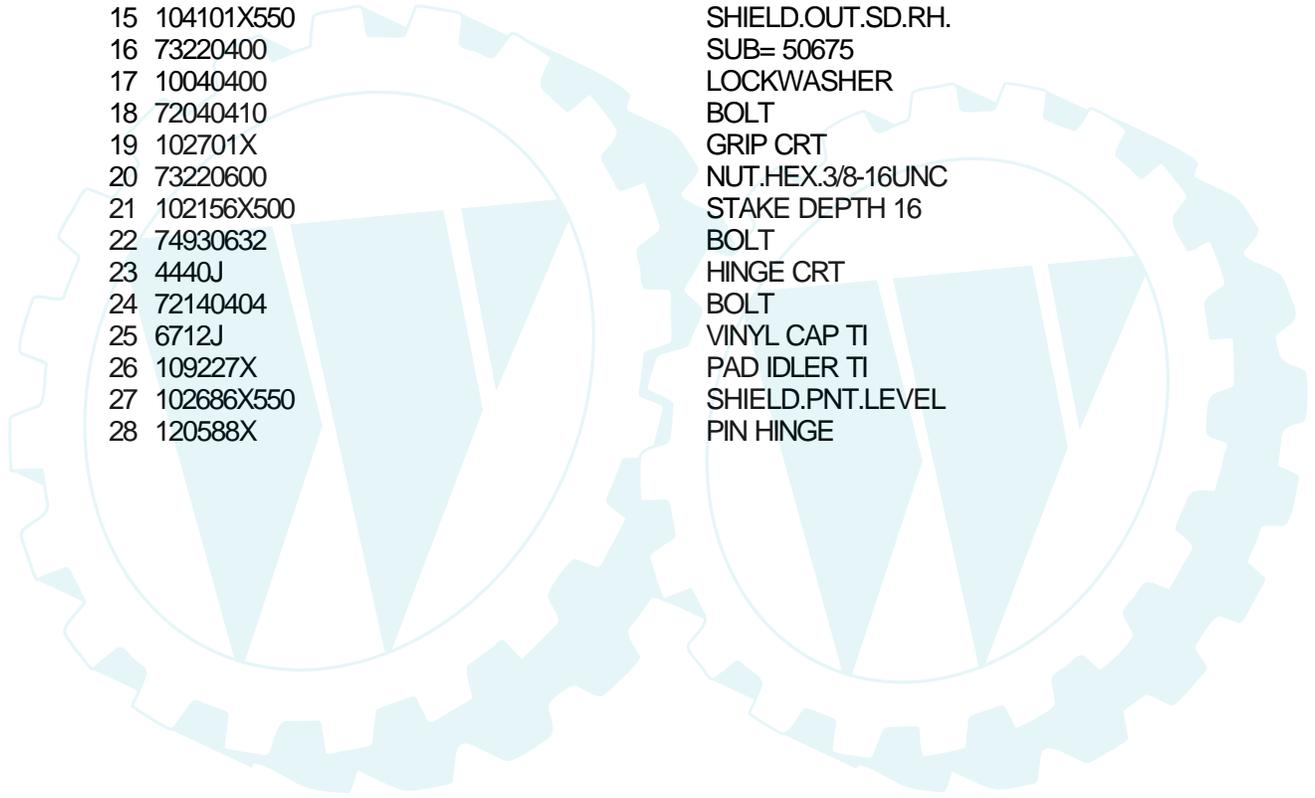 15 104101X550 SHIELD.OUT.SD.RH.
16 73220400 SUB= 50675
17 10040400 LOCKWASHER
18 72040410 BOLT
19 102701X GRIP CRT
20 73220600 NUT.HEX.3/8-16UNC
21 102156X500 STAKE DEPTH 16
22 74930632 BOLT
23 4440J HINGE CRT
24 72140404 BOLT
25 6712J VINYL CAP TI
26 109227X PAD IDLER TI
27 102686X550 SHIELD.PNT.LEVEL
28 120588X PIN HINGE